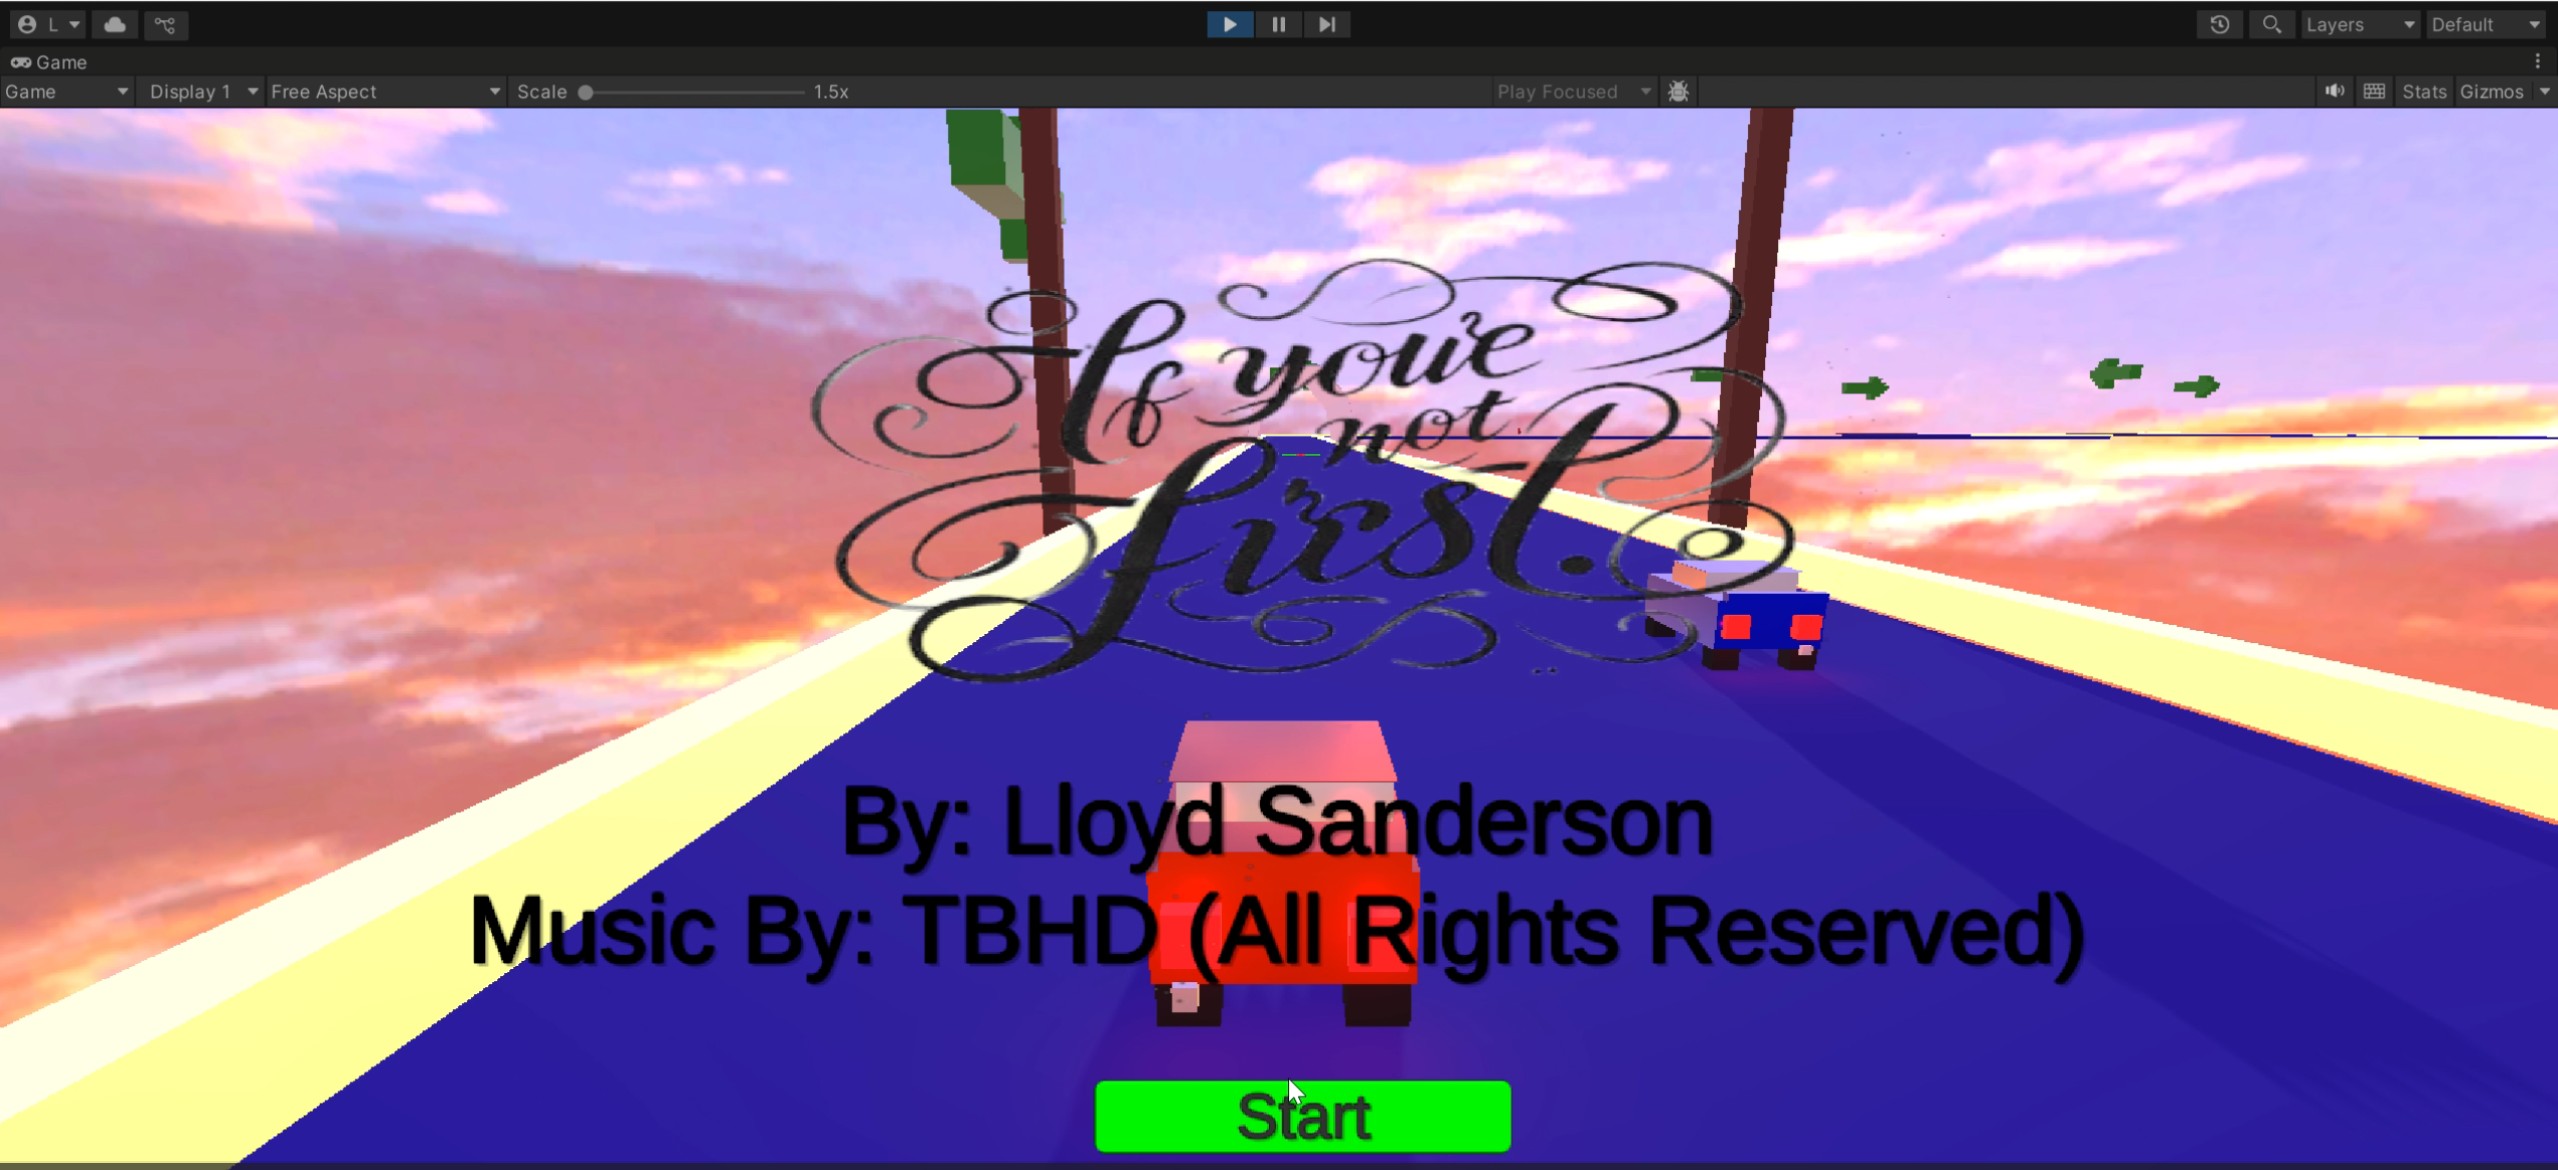 L Layers Default
Game
Game Display 1 Free Aspect Scale 1.5x Play Focused Stats Gizmos
If you're
not
First.
By: Lloyd Sanderson
Music By: TBHD (All Rights Reserved)
Start